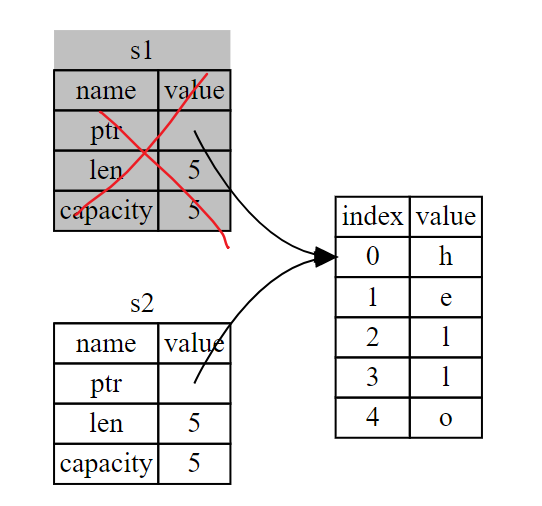 s1
name value
ptr
len 5
capacity 5
s2
name value
ptr
len 5
capacity 5
index value
0 h
1 e
2 l
3 l
4 o